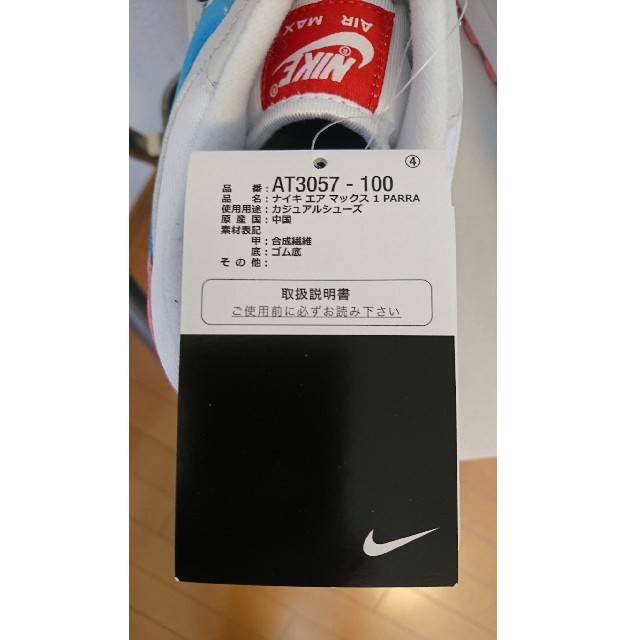 AIR MAX
®
NIKE
®
④
品番：AT3057 - 100
品名：ナイキ エア マックス 1 PARRA
使用用途：カジュアルシューズ
原産国：中国
素材表記
甲：合成繊維
底：ゴム底
その他：
取扱説明書
ご使用前に必ずお読み下さい